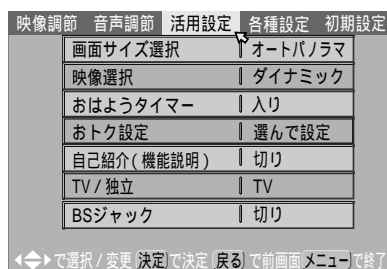 映像調節 音声調節 活用設定 各種設定 初期設定
画面サイズ選択 オートパノラマ
映像選択 ダイナミック
おはようタイマー 入り
おトク設定 選んで設定
自己紹介(機能説明) 切り
TV/独立 TV
BSジャック 切り
で選択/変更 決定 で決定 戻る で前画面 メニュー で終了